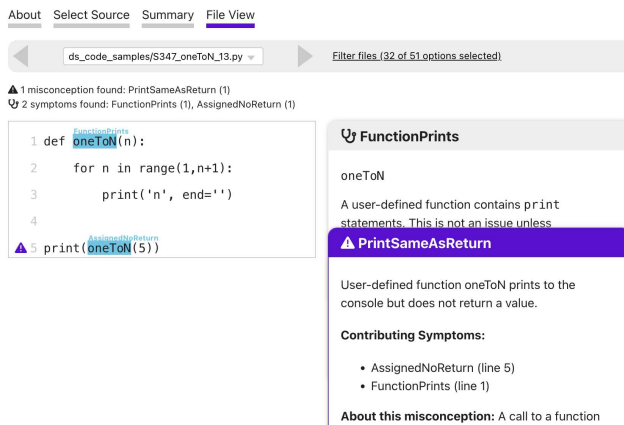 About Select Source Summary File View
ds_code_samples/S347_oneToN_13.py
Filter files (32 of 51 options selected)
1 misconception found: PrintSameAsReturn (1)
2 symptoms found: FunctionPrints (1), AssignedNoReturn (1)
FunctionPrints
1 def oneToN(n):
2 for n in range(1,n+1):
3 print('n', end='')
4
AssignedNoReturn
5 print(oneToN(5))
FunctionPrints
oneToN
A user-defined function contains print
statements. This is not an issue unless
PrintSameAsReturn
User-defined function oneToN prints to the
console but does not return a value.
Contributing Symptoms:
• AssignedNoReturn (line 5)
• FunctionPrints (line 1)
About this misconception: A call to a function